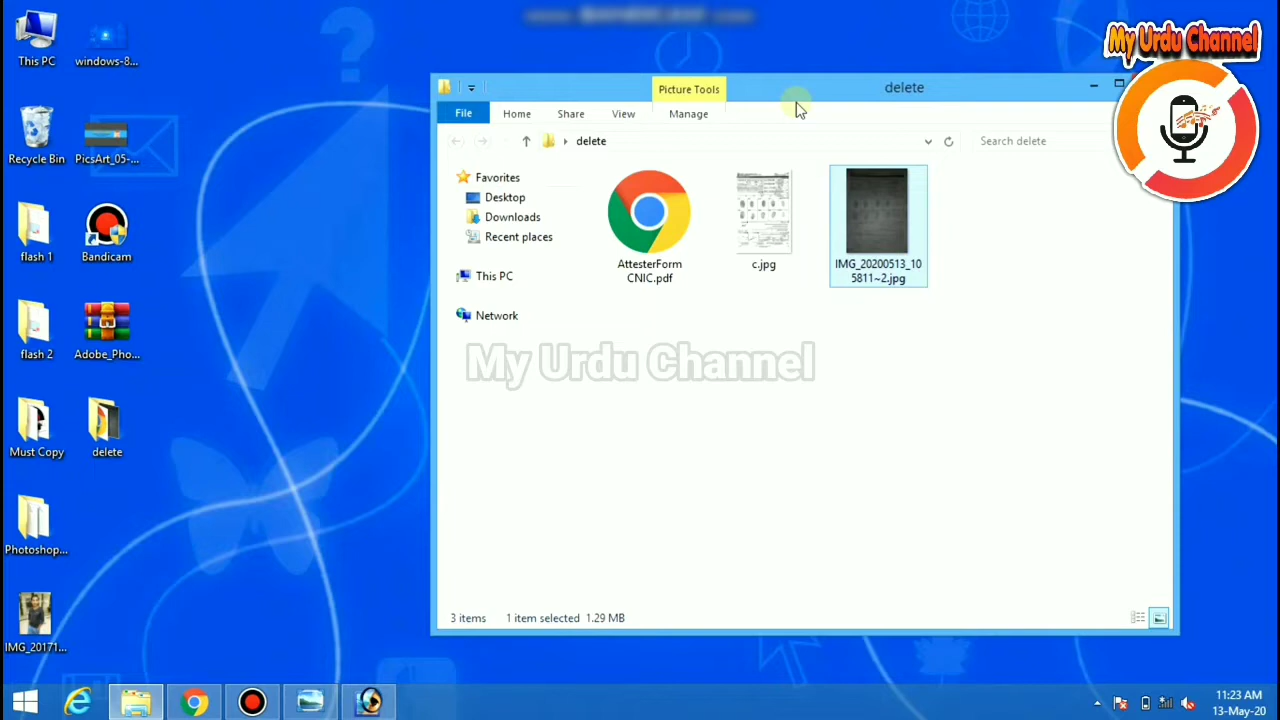 My Urdu Channel
This PC
windows-8...
Recycle Bin
PicsArt_05-...
flash 1
Bandicam
flash 2
Adobe_Pho...
Must Copy
delete
Photoshop...
IMG_20171...
Picture Tools
delete
File
Home
Share
View
Manage
delete
Search delete
Favorites
Desktop
Downloads
Recent places
This PC
Network
AttesterForm
CNIC.pdf
c.jpg
IMG_20200513_10
5811~2.jpg
My Urdu Channel
3 items
1 item selected 1.29 MB
11:23 AM
13-May-20